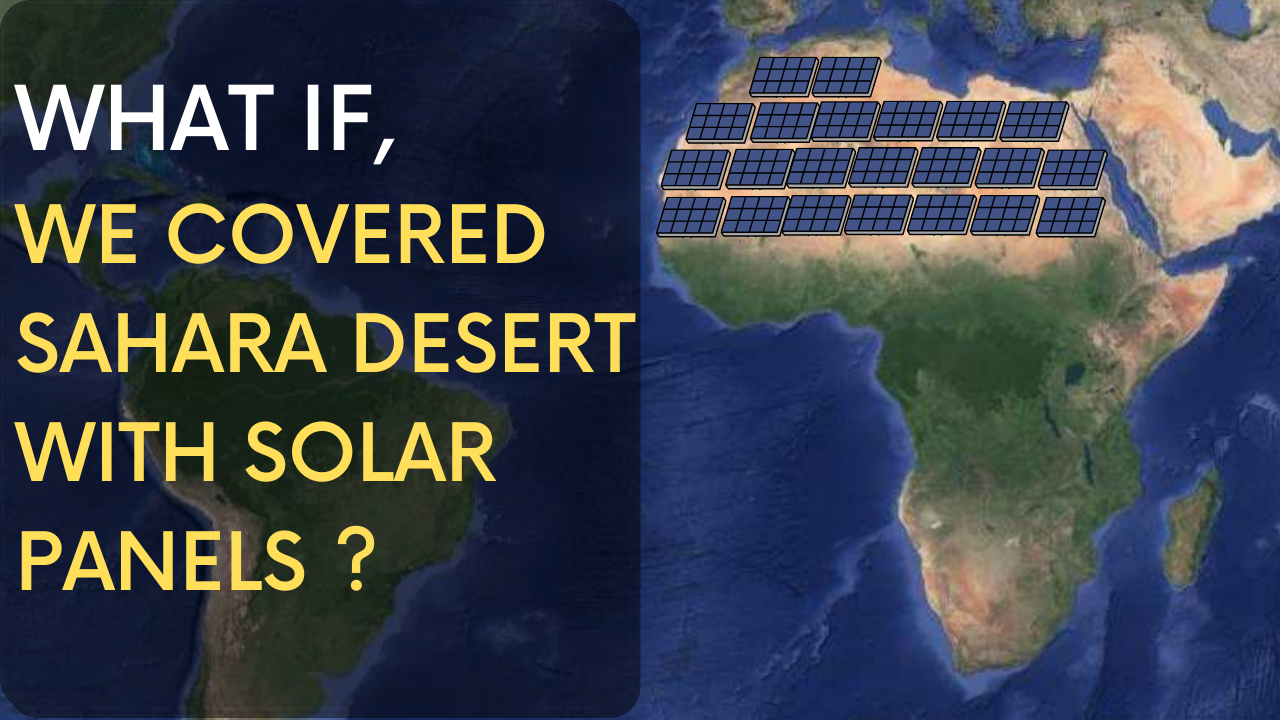 WHAT IF,
WE COVERED
SAHARA DESERT
WITH SOLAR
PANELS ?